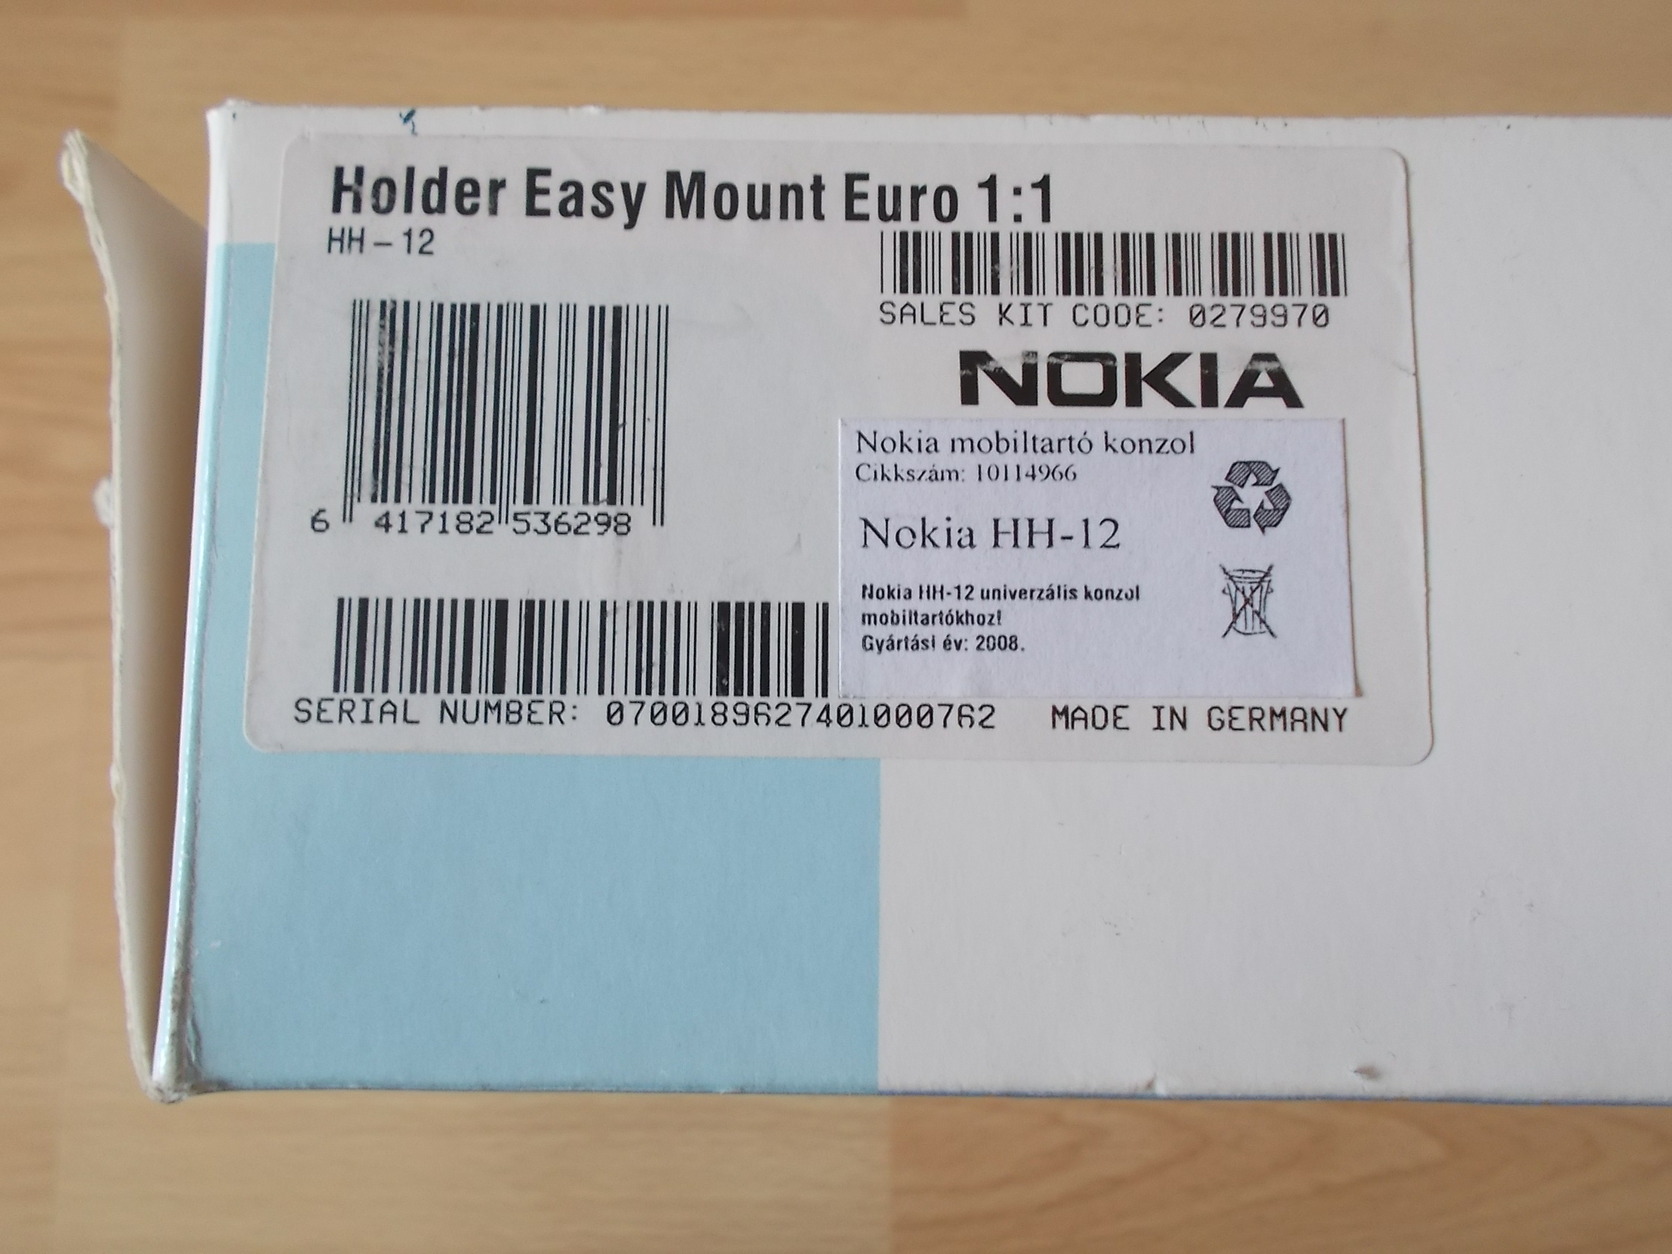 Holder Easy Mount Euro 1:1
HH-12
SALES KIT CODE: 0279970
NOKIA
6 417182 536298
Nokia mobiltartó konzol
Cikkszám: 10114966
Nokia HH-12
Nokia HH-12 univerzális konzol
mobiltartókhoz!
Gyártási év: 2008.
SERIAL NUMBER: 0700189627401000762
MADE IN GERMANY